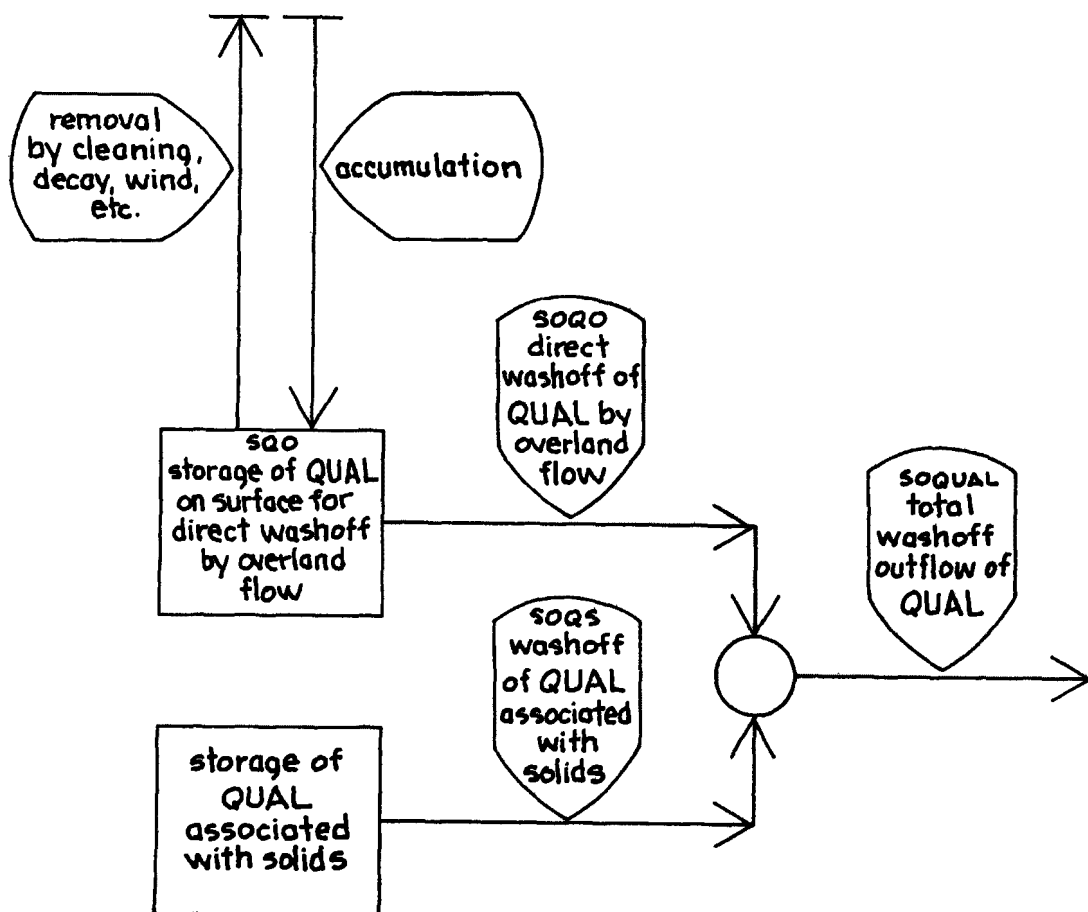 removal
by cleaning,
decay, wind,
etc.
accumulation
SOQO
direct
washoff of
QUAL by
overland
flow
SQO
storage of QUAL
on surface for
direct washoff
by overland
flow
SOQUAL
total
washoff
outflow of
QUAL
SOQS
washoff
of QUAL
associated
with
solids
storage of
QUAL
associated
with solids